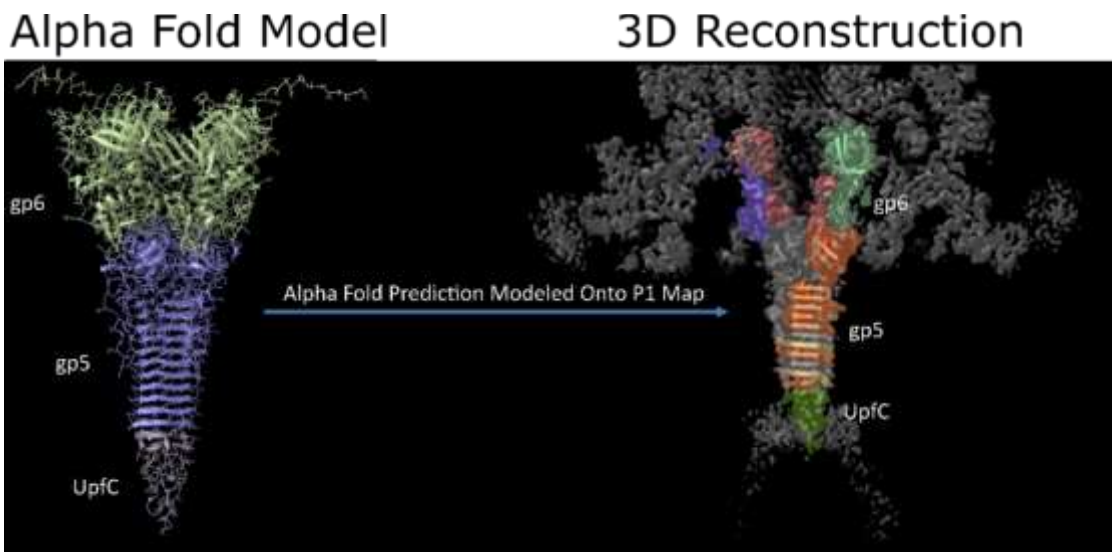 Alpha Fold Model
3D Reconstruction
gp6
gp5
UpfC
Alpha Fold Prediction Modeled Onto P1 Map
gp6
gp5
UpfC